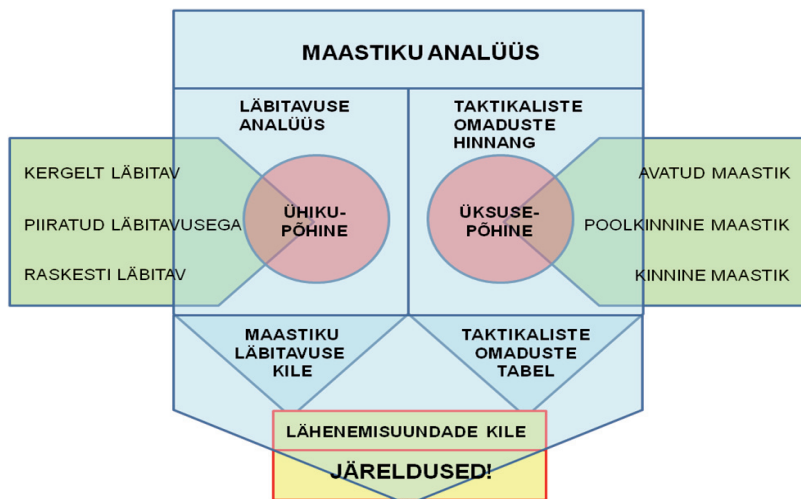 MAASTIKU ANALÜÜS
LÄBITAVUSE
ANALÜÜS
TAKTIKALISTE
OMADUSTE
HINNANG
KERGELT LÄBITAV
PIIRATUD LÄBITAVUSEGA
RASKESTI LÄBITAV
ÜHIKU-
PÕHINE
ÜKSUSE-
PÕHINE
AVATUD MAASTIK
POOLKINNINE MAASTIK
KINNINE MAASTIK
MAASTIKU
LÄBITAVUSE
KILE
TAKTIKALISTE
OMADUSTE
TABEL
LÄHENEMISUUNDADE KILE
JÄRELDUSED!